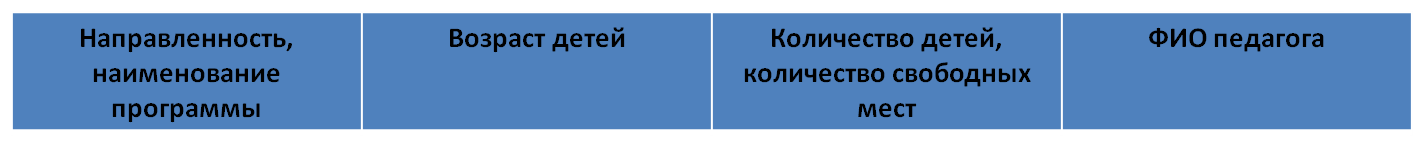 Направленность,
наименование
программы
Возраст детей
Количество детей,
количество свободных
мест
ФИО педагога